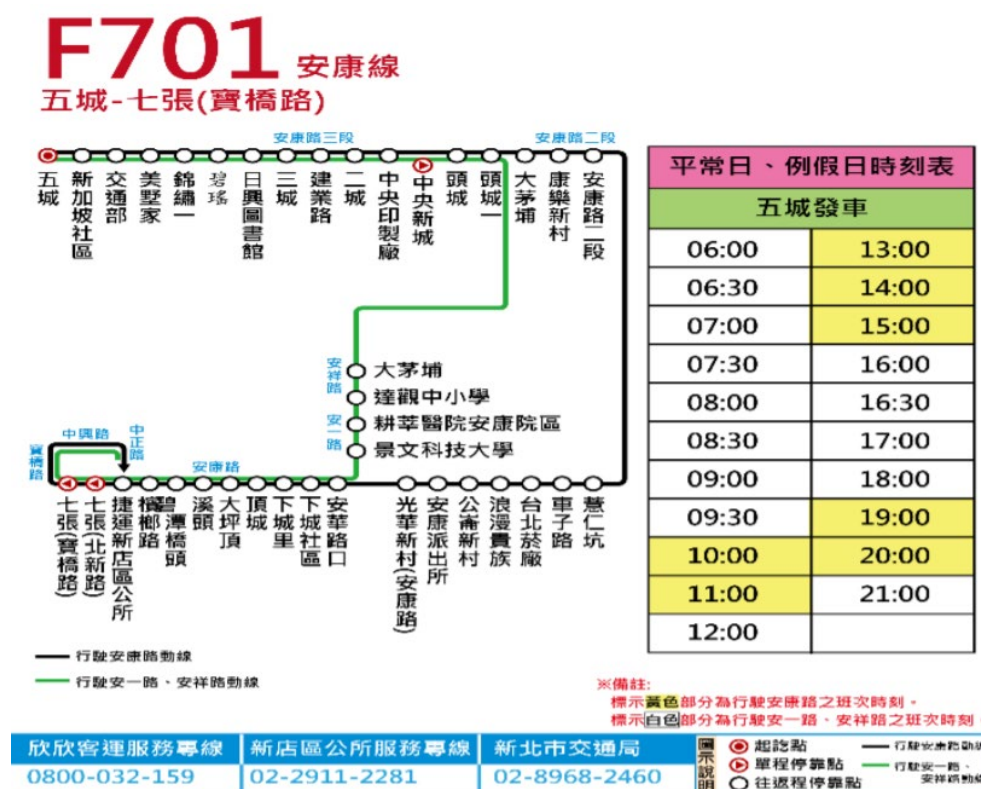 F701 安康線
五城-七張(寶橋路)
安康路三段
安康路二段
五城
新加坡社區
交通部
美墅家
錦繡一
碧瑤
日興圖書館
三城
建業路
二城
中央印製廠
中央新城
頭城
頭城一
大茅埔
康樂新村
安康路二段
安祥路
大茅埔
達觀中小學
安一路
耕莘醫院安康院區
景文科技大學
中興路
中正路
寶橋路
安康路
七張(寶橋路)
七張(北新路)
捷運新店區公所
檳榔路
碧潭橋頭
溪頭
大坪頂
頂城
下城里
下城社區
安華路口
光華新村(安康路)
安康派出所
公崙新村
浪漫貴族
台北菸廠
車子路
薏仁坑
行駛安康路動線
行駛安一路、安祥路動線
平常日、例假日時刻表
五城發車
06:00 13:00
06:30 14:00
07:00 15:00
07:30 16:00
08:00 16:30
08:30 17:00
09:00 18:00
09:30 19:00
10:00 20:00
11:00 21:00
12:00
※備註:
標示黃色部分為行駛安康路之班次時刻。
標示白色部分為行駛安一路、安祥路之班次時刻
欣欣客運服務專線 新店區公所服務專線 新北市交通局
0800-032-159 02-2911-2281 02-8968-2460
圖示說明
起訖點
單程停靠點
往返程停靠點
行駛安康路動線
行駛安一路、
安祥路動線